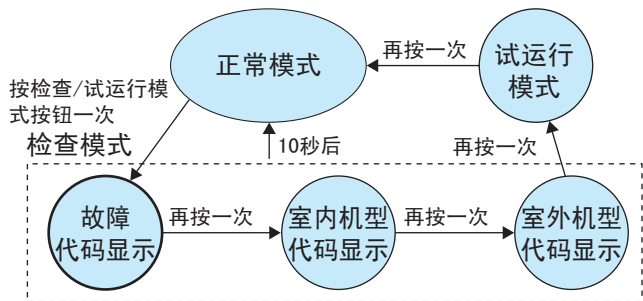 正常模式
再按一次
试运行
模式
按检查/试运行模
式按钮一次
检查模式
10秒后
再按一次
故障
代码显示
再按一次
室内机型
代码显示
再按一次
室外机型
代码显示